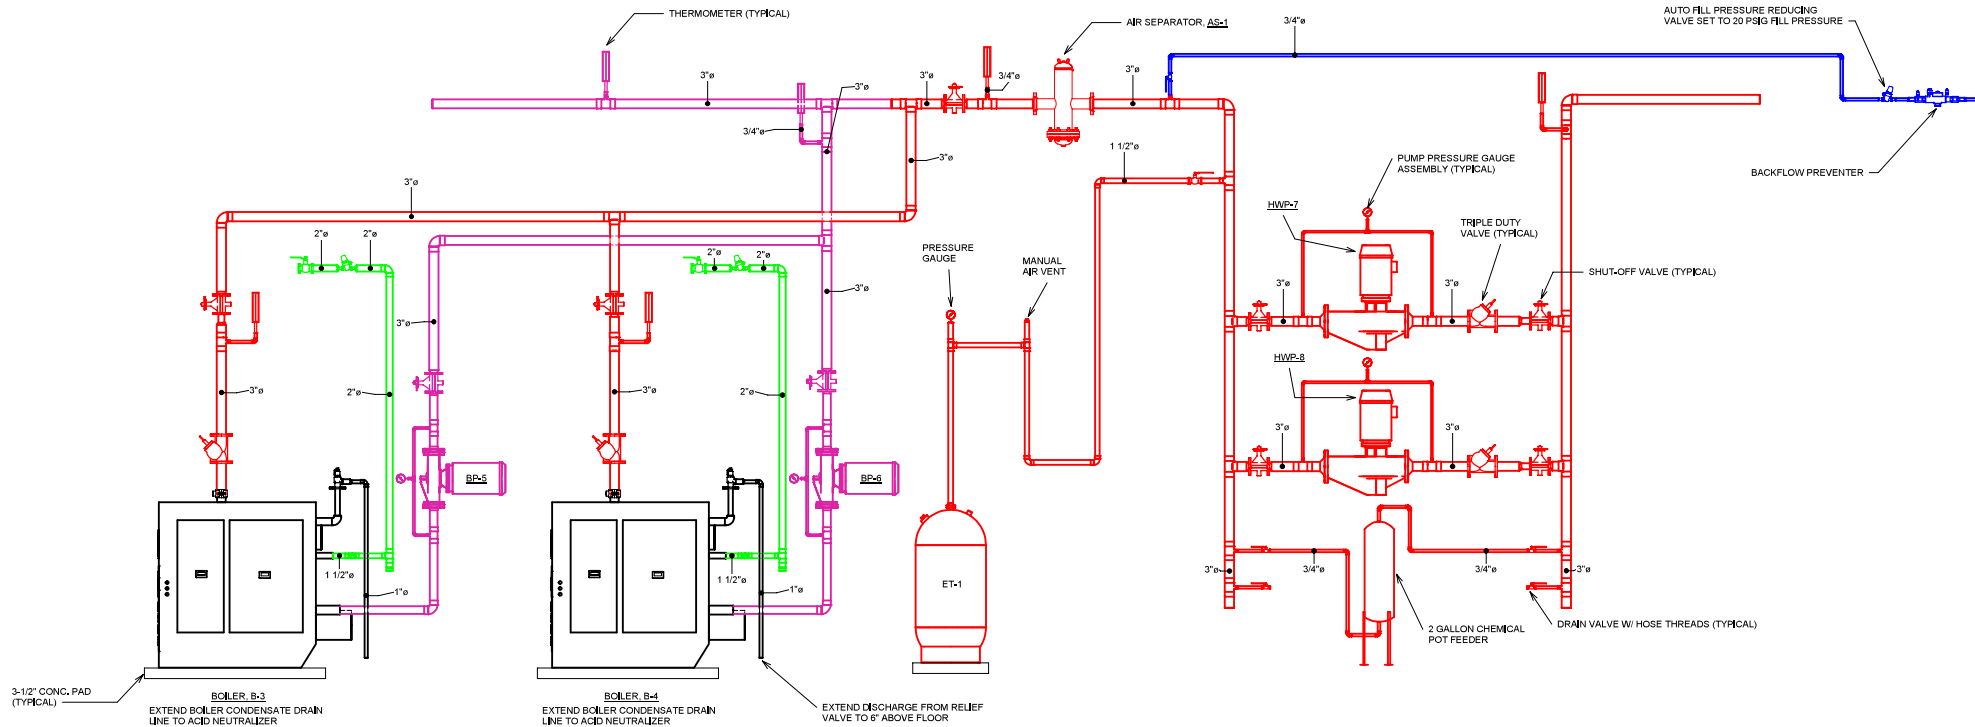 THERMOMETER (TYPICAL)
AIR SEPARATOR, AS-1
3/4"ø
AUTO FILL PRESSURE REDUCING
VALVE SET TO 20 PSIG FILL PRESSURE
3"ø
3"ø
3"ø
3/4"ø
3"ø
3/4"ø
3"ø
1 1/2"ø
PUMP PRESSURE GAUGE
ASSEMBLY (TYPICAL)
BACKFLOW PREVENTER
3"ø
HWP-7
TRIPLE DUTY
VALVE (TYPICAL)
2"ø
2"ø
2"ø
2"ø
PRESSURE
GAUGE
MANUAL
AIR VENT
SHUT-OFF VALVE (TYPICAL)
3"ø
3"ø
3"ø
3"ø
HWP-8
3"ø
2"ø
3"ø
2"ø
3"ø
3"ø
BP-5
BP-6
1 1/2"ø
1"ø
1 1/2"ø
1"ø
ET-1
3"ø
3/4"ø
3/4"ø
3"ø
2 GALLON CHEMICAL
POT FEEDER
DRAIN VALVE W/ HOSE THREADS (TYPICAL)
3-1/2" CONC. PAD
(TYPICAL)
BOILER, B-3
EXTEND BOILER CONDENSATE DRAIN
LINE TO ACID NEUTRALIZER
BOILER, B-4
EXTEND BOILER CONDENSATE DRAIN
LINE TO ACID NEUTRALIZER
EXTEND DISCHARGE FROM RELIEF
VALVE TO 6" ABOVE FLOOR